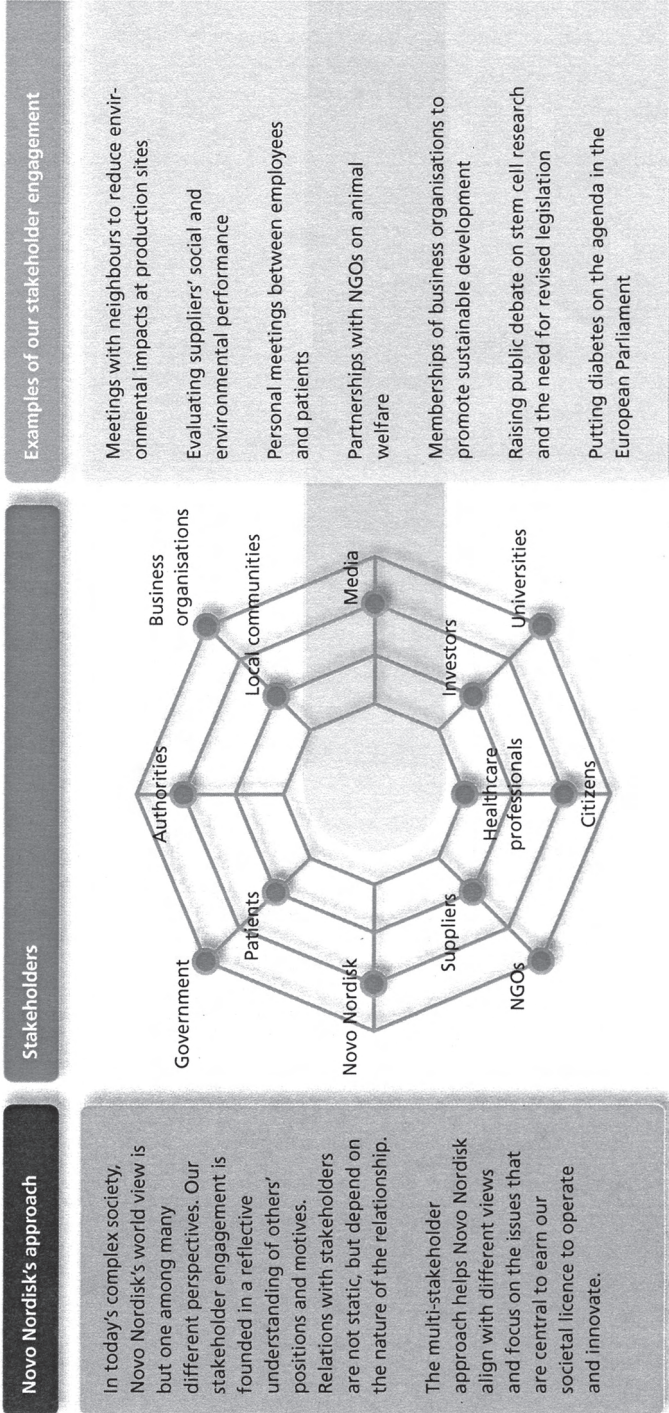 Novo Nordisk's approach
In today's complex society,
Novo Nordisk's world view is
but one among many
different perspectives. Our
stakeholder engagement is
founded in a reflective
understanding of others'
positions and motives.
Relations with stakeholders
are not static, but depend on
the nature of the relationship.
The multi-stakeholder
approach helps Novo Nordisk
align with different views
and focus on the issues that
are central to earn our
societal licence to operate
and innovate.
Stakeholders
Government
Authorities
Business
organisations
Patients
Local communities
Novo Nordisk
Media
Suppliers
Investors
Healthcare
professionals
NGOs
Universities
Citizens
Examples of our stakeholder engagement
Meetings with neighbours to reduce envir-
onmental impacts at production sites
Evaluating suppliers' social and
environmental performance
Personal meetings between employees
and patients
Partnerships with NGOs on animal
welfare
Memberships of business organisations to
promote sustainable development
Raising public debate on stem cell research
and the need for revised legislation
Putting diabetes on the agenda in the
European Parliament